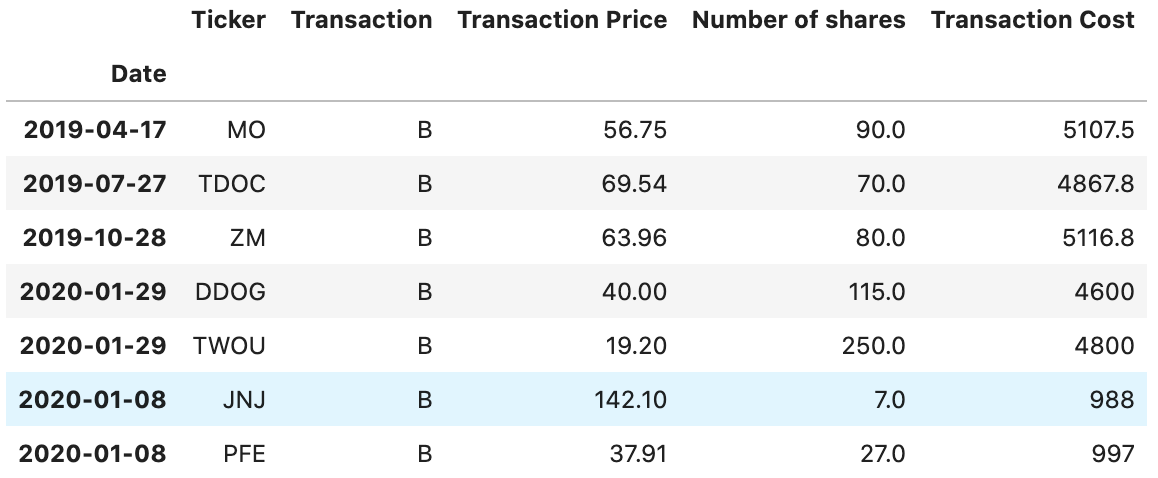 Ticker Transaction Transaction Price Number of shares Transaction Cost
Date
2019-04-17 MO B 56.75 90.0 5107.5
2019-07-27 TDOC B 69.54 70.0 4867.8
2019-10-28 ZM B 63.96 80.0 5116.8
2020-01-29 DDOG B 40.00 115.0 4600
2020-01-29 TWOU B 19.20 250.0 4800
2020-01-08 JNJ B 142.10 7.0 988
2020-01-08 PFE B 37.91 27.0 997